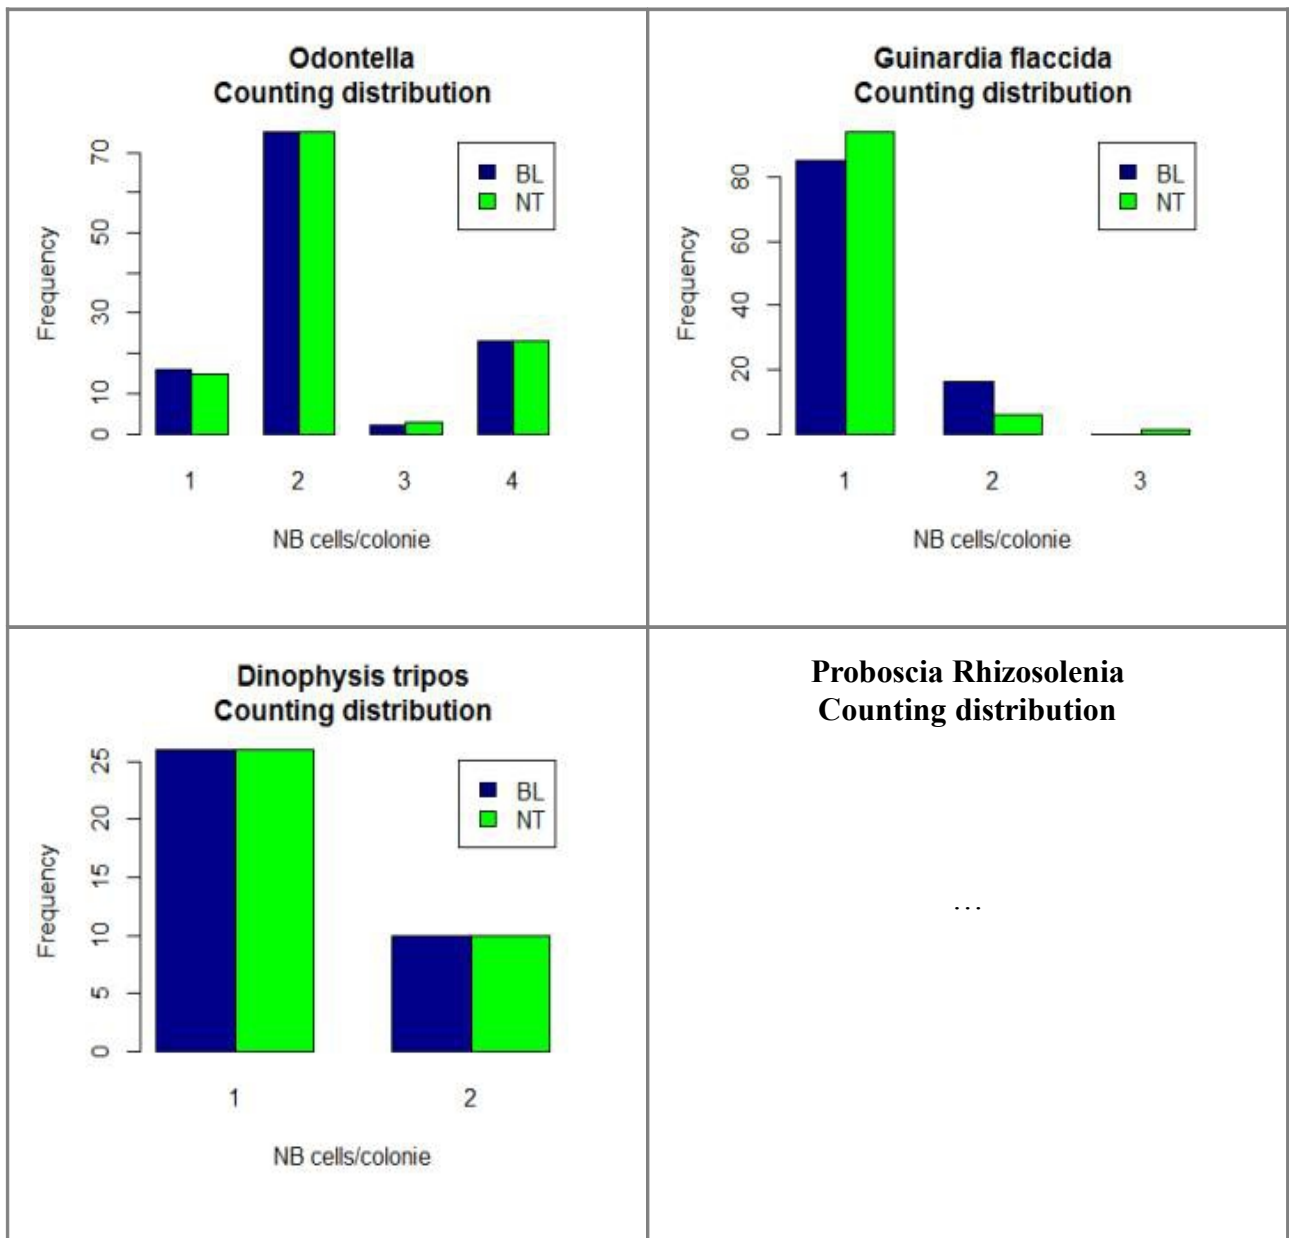 Odontella
Counting distribution
BL
NT
Frequency
0
10
30
50
70
1
2
3
4
NB cells/colonie
Guinardia flaccida
Counting distribution
BL
NT
Frequency
0
20
40
60
80
1
2
3
NB cells/colonie
Dinophysis tripos
Counting distribution
BL
NT
Frequency
0
5
10
15
20
25
1
2
NB cells/colonie
Proboscia Rhizosolenia
Counting distribution
…